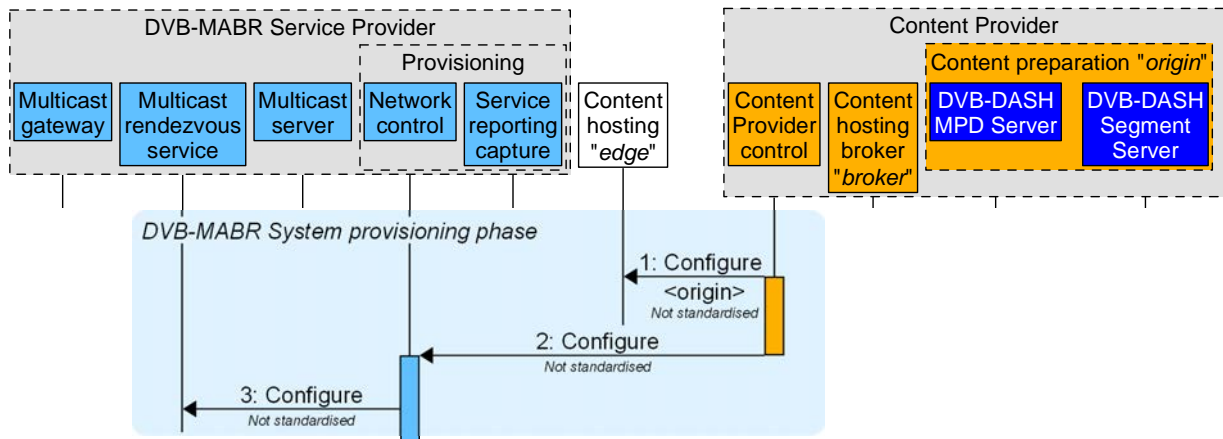 DVB-MABR Service Provider
Content Provider
Provisioning
Content preparation "origin"
Multicast
gateway
Multicast
rendezvous
service
Multicast
server
Network
control
Service
reporting
capture
Content
hosting
"edge"
Content
Provider
control
Content
hosting
broker
"broker"
DVB-DASH
MPD Server
DVB-DASH
Segment
Server
DVB-MABR System provisioning phase
1: Configure
<origin>
Not standardised
2: Configure
Not standardised
3: Configure
Not standardised